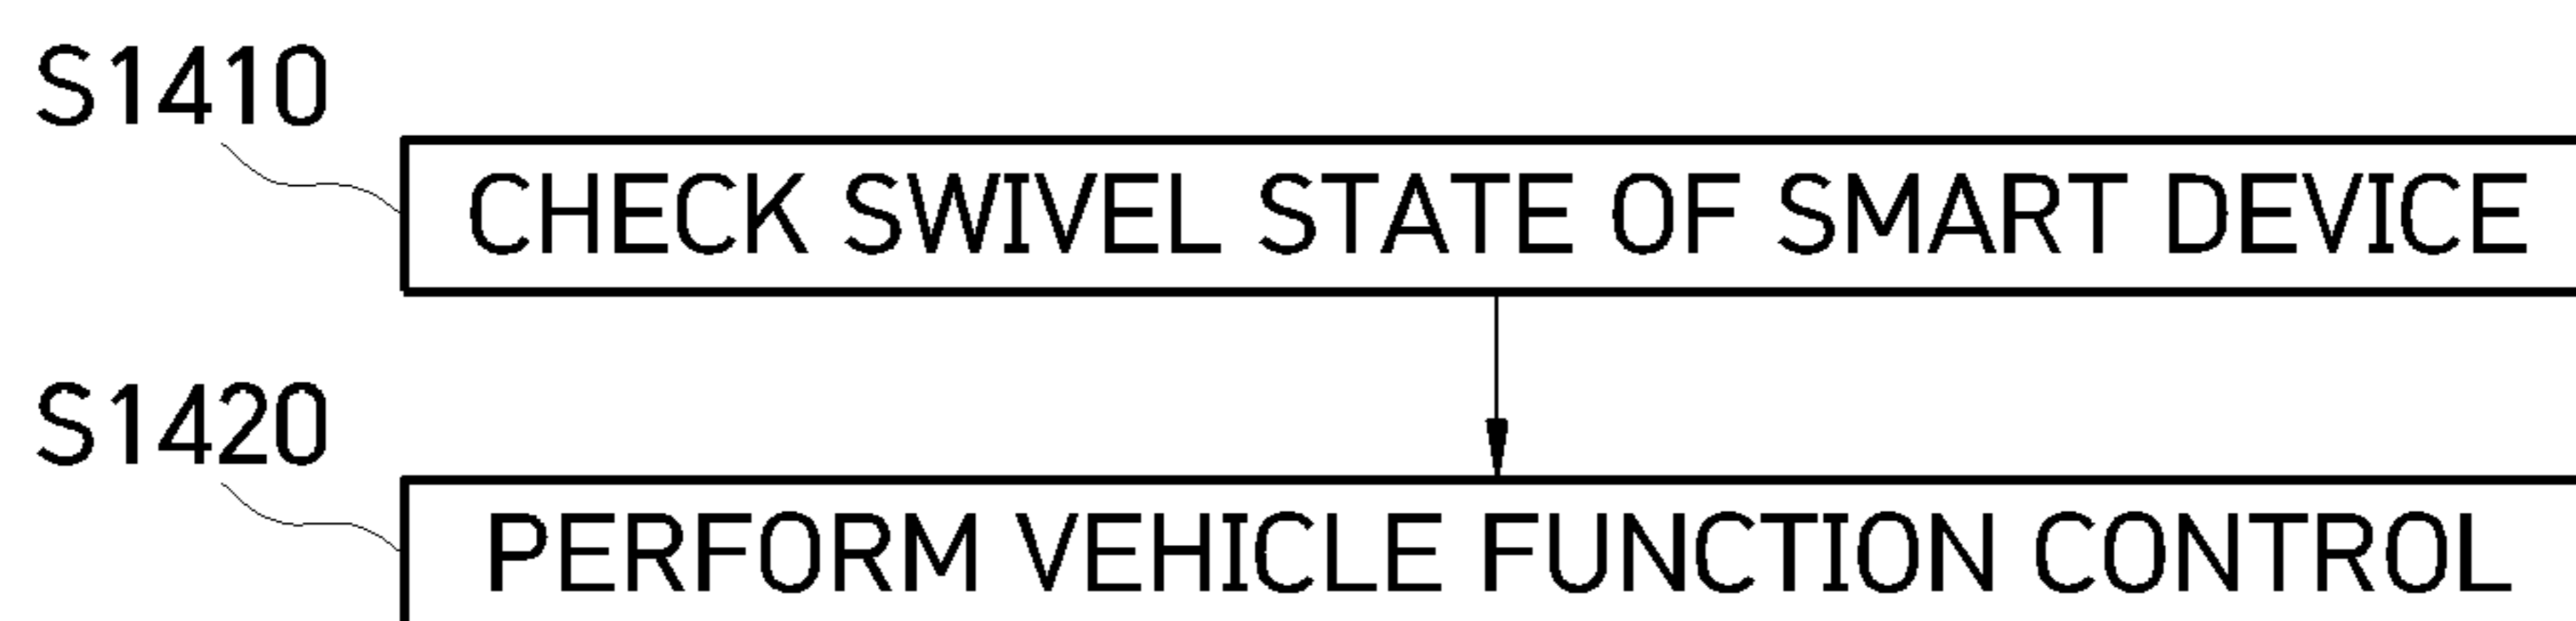 S1410
CHECK SWIVEL STATE OF SMART DEVICE
S1420
PERFORM VEHICLE FUNCTION CONTROL